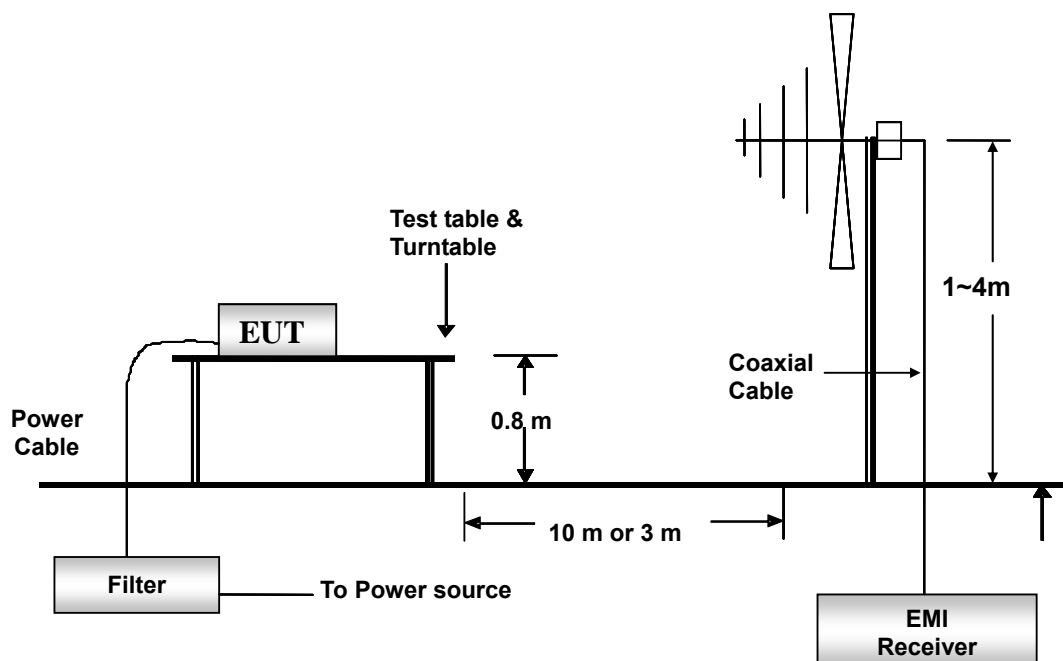 Test table &
Turntable
EUT
1~4m
Coaxial
Cable
0.8 m
Power
Cable
10 m or 3 m
Filter
To Power source
EMI
Receiver